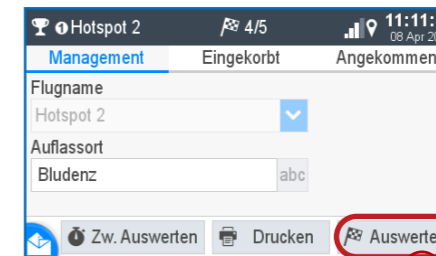 1 Hotspot 2 4/5 11:11:
08 Apr 20
Management Eingekorbt Angekommen
Flugname
Hotspot 2
Auflassort
Bludenz abc
Zw. Auswerten Drucken Auswerte